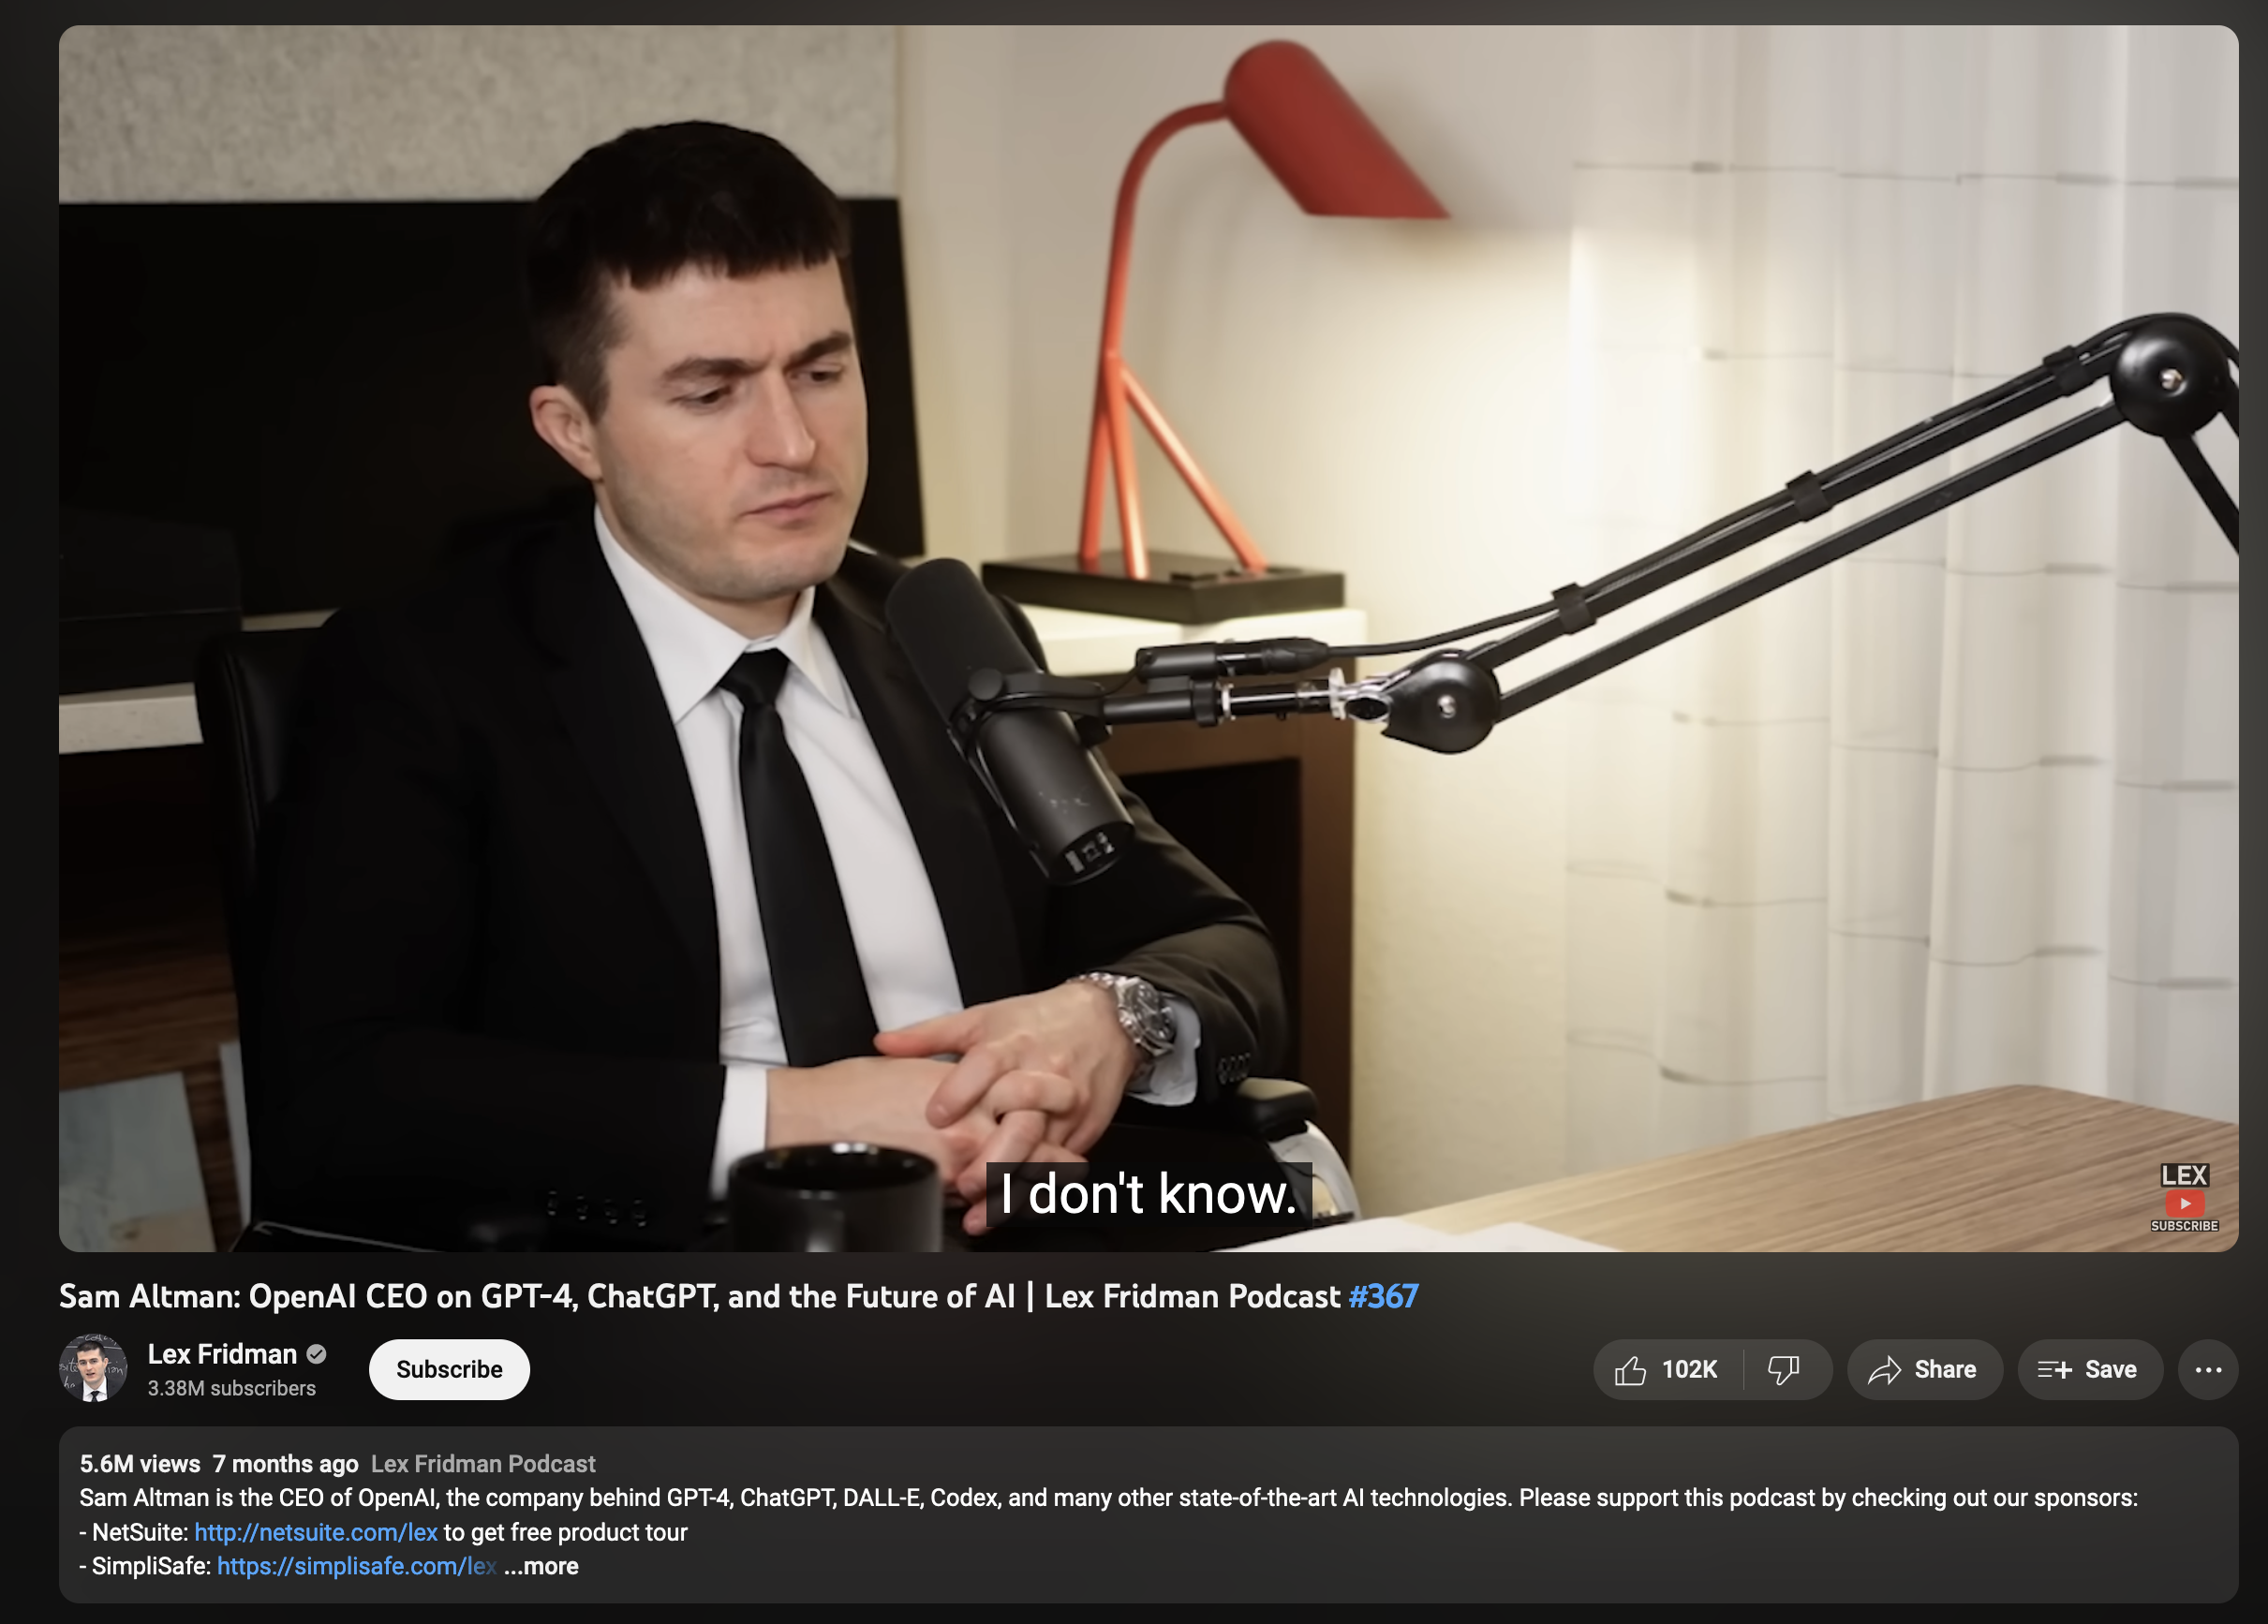 I don't know.
LEX
SUBSCRIBE
Sam Altman: OpenAI CEO on GPT-4, ChatGPT, and the Future of AI | Lex Fridman Podcast #367
Lex Fridman
3.38M subscribers
Subscribe
102K
Share
Save
5.6M views 7 months ago Lex Fridman Podcast
Sam Altman is the CEO of OpenAI, the company behind GPT-4, ChatGPT, DALL-E, Codex, and many other state-of-the-art AI technologies. Please support this podcast by checking out our sponsors:
- NetSuite: http://netsuite.com/lex to get free product tour
- SimpliSafe: https://simplisafe.com/lex ...more